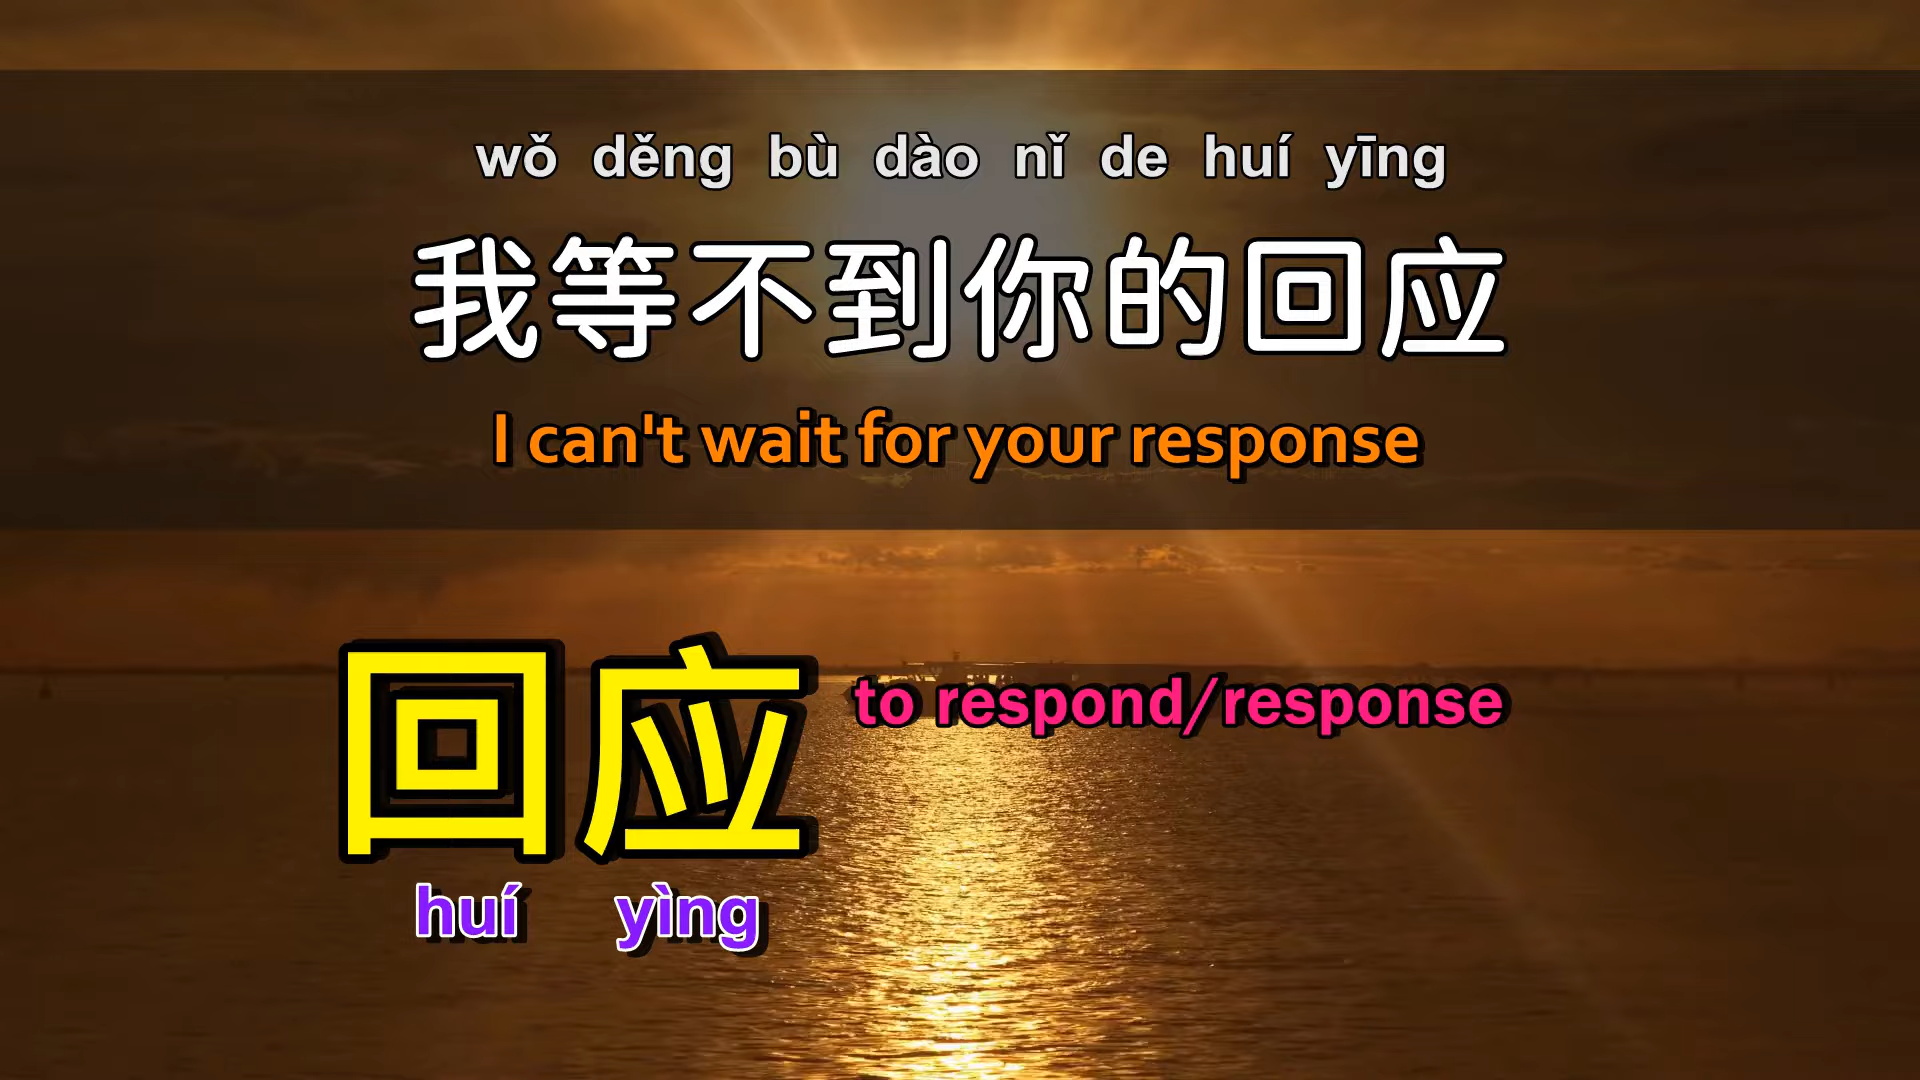 wǒ děng bù dào nǐ de huí yīng
我等不到你的回应
I can't wait for your response
回应
to respond/response
huí yìng